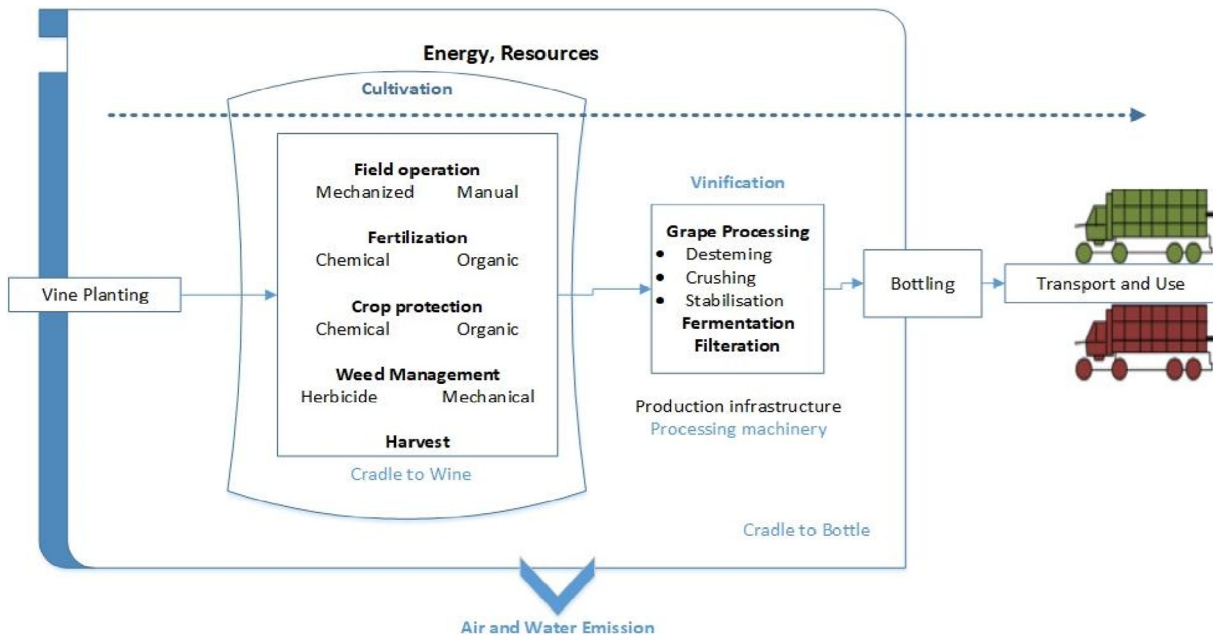 Energy, Resources
Cultivation
Field operation
Mechanized Manual
Fertilization
Chemical Organic
Crop protection
Chemical Organic
Weed Management
Herbicide Mechanical
Harvest
Cradle to Wine
Vine Planting
Vinification
Grape Processing
• Desteming
• Crushing
• Stabilisation
Fermentation
Filteration
Production infrastructure
Processing machinery
Bottling
Transport and Use
Cradle to Bottle
Air and Water Emission